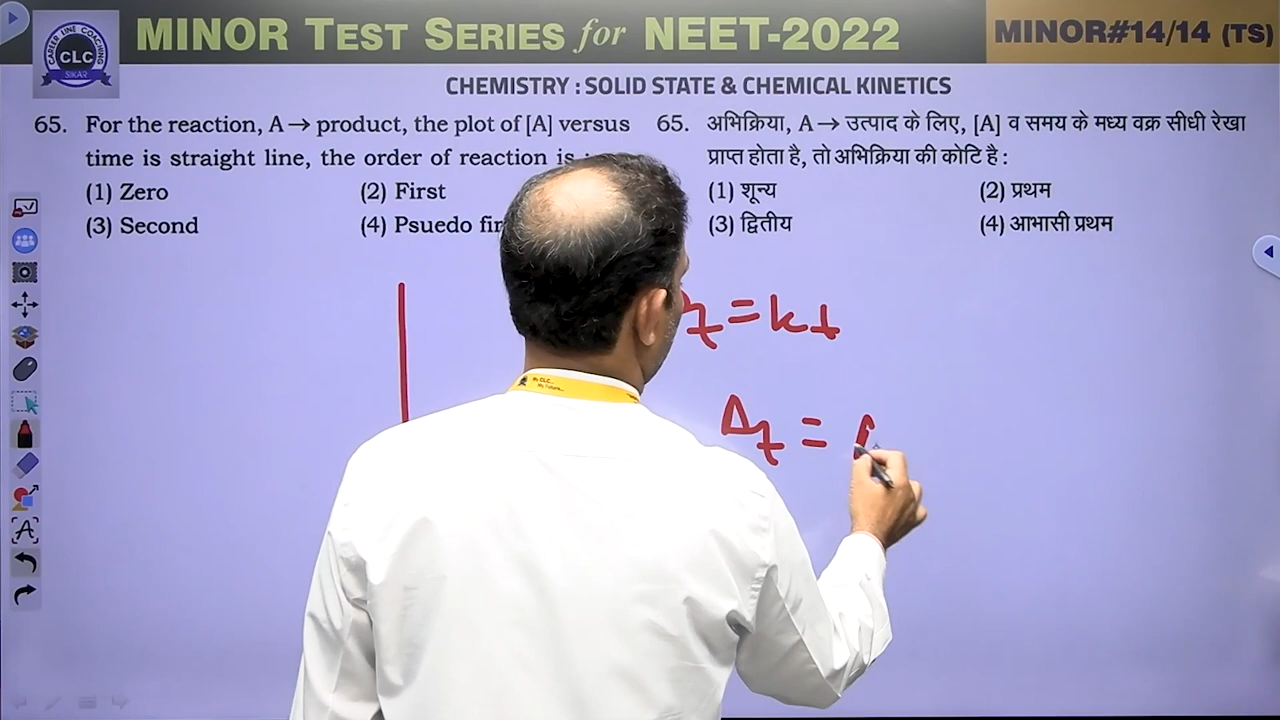 MINOR TEST SERIES for NEET-2022
MINOR#14/14 (TS)
CAREER LINE COACHING
CLC
SIKAR
CHEMISTRY : SOLID STATE & CHEMICAL KINETICS
65. For the reaction, A → product, the plot of [A] versus
time is straight line, the order of reaction is
(1) Zero (2) First
(3) Second (4) Psuedo
65. अभिक्रिया, A → उत्पाद के लिए, [A] व समय के मध्य वक्र सीधी रेखा
प्राप्त होता है, तो अभिक्रिया की कोटि है :
(1) शून्य (2) प्रथम
(3) द्वितीय (4) आभासी प्रथम
= kt
At =